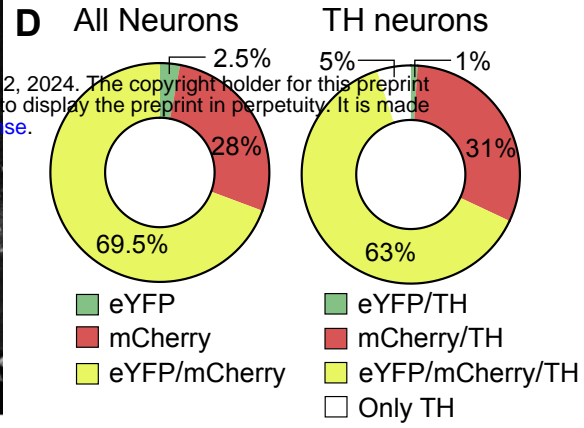 D All Neurons TH neurons
2.5% 5% 1%
2, 2024. The copyright holder for this preprint
to display the preprint in perpetuity. It is made
se.
28% 31%
69.5% 63%
eYFP eYFP/TH
mCherry mCherry/TH
eYFP/mCherry eYFP/mCherry/TH
Only TH